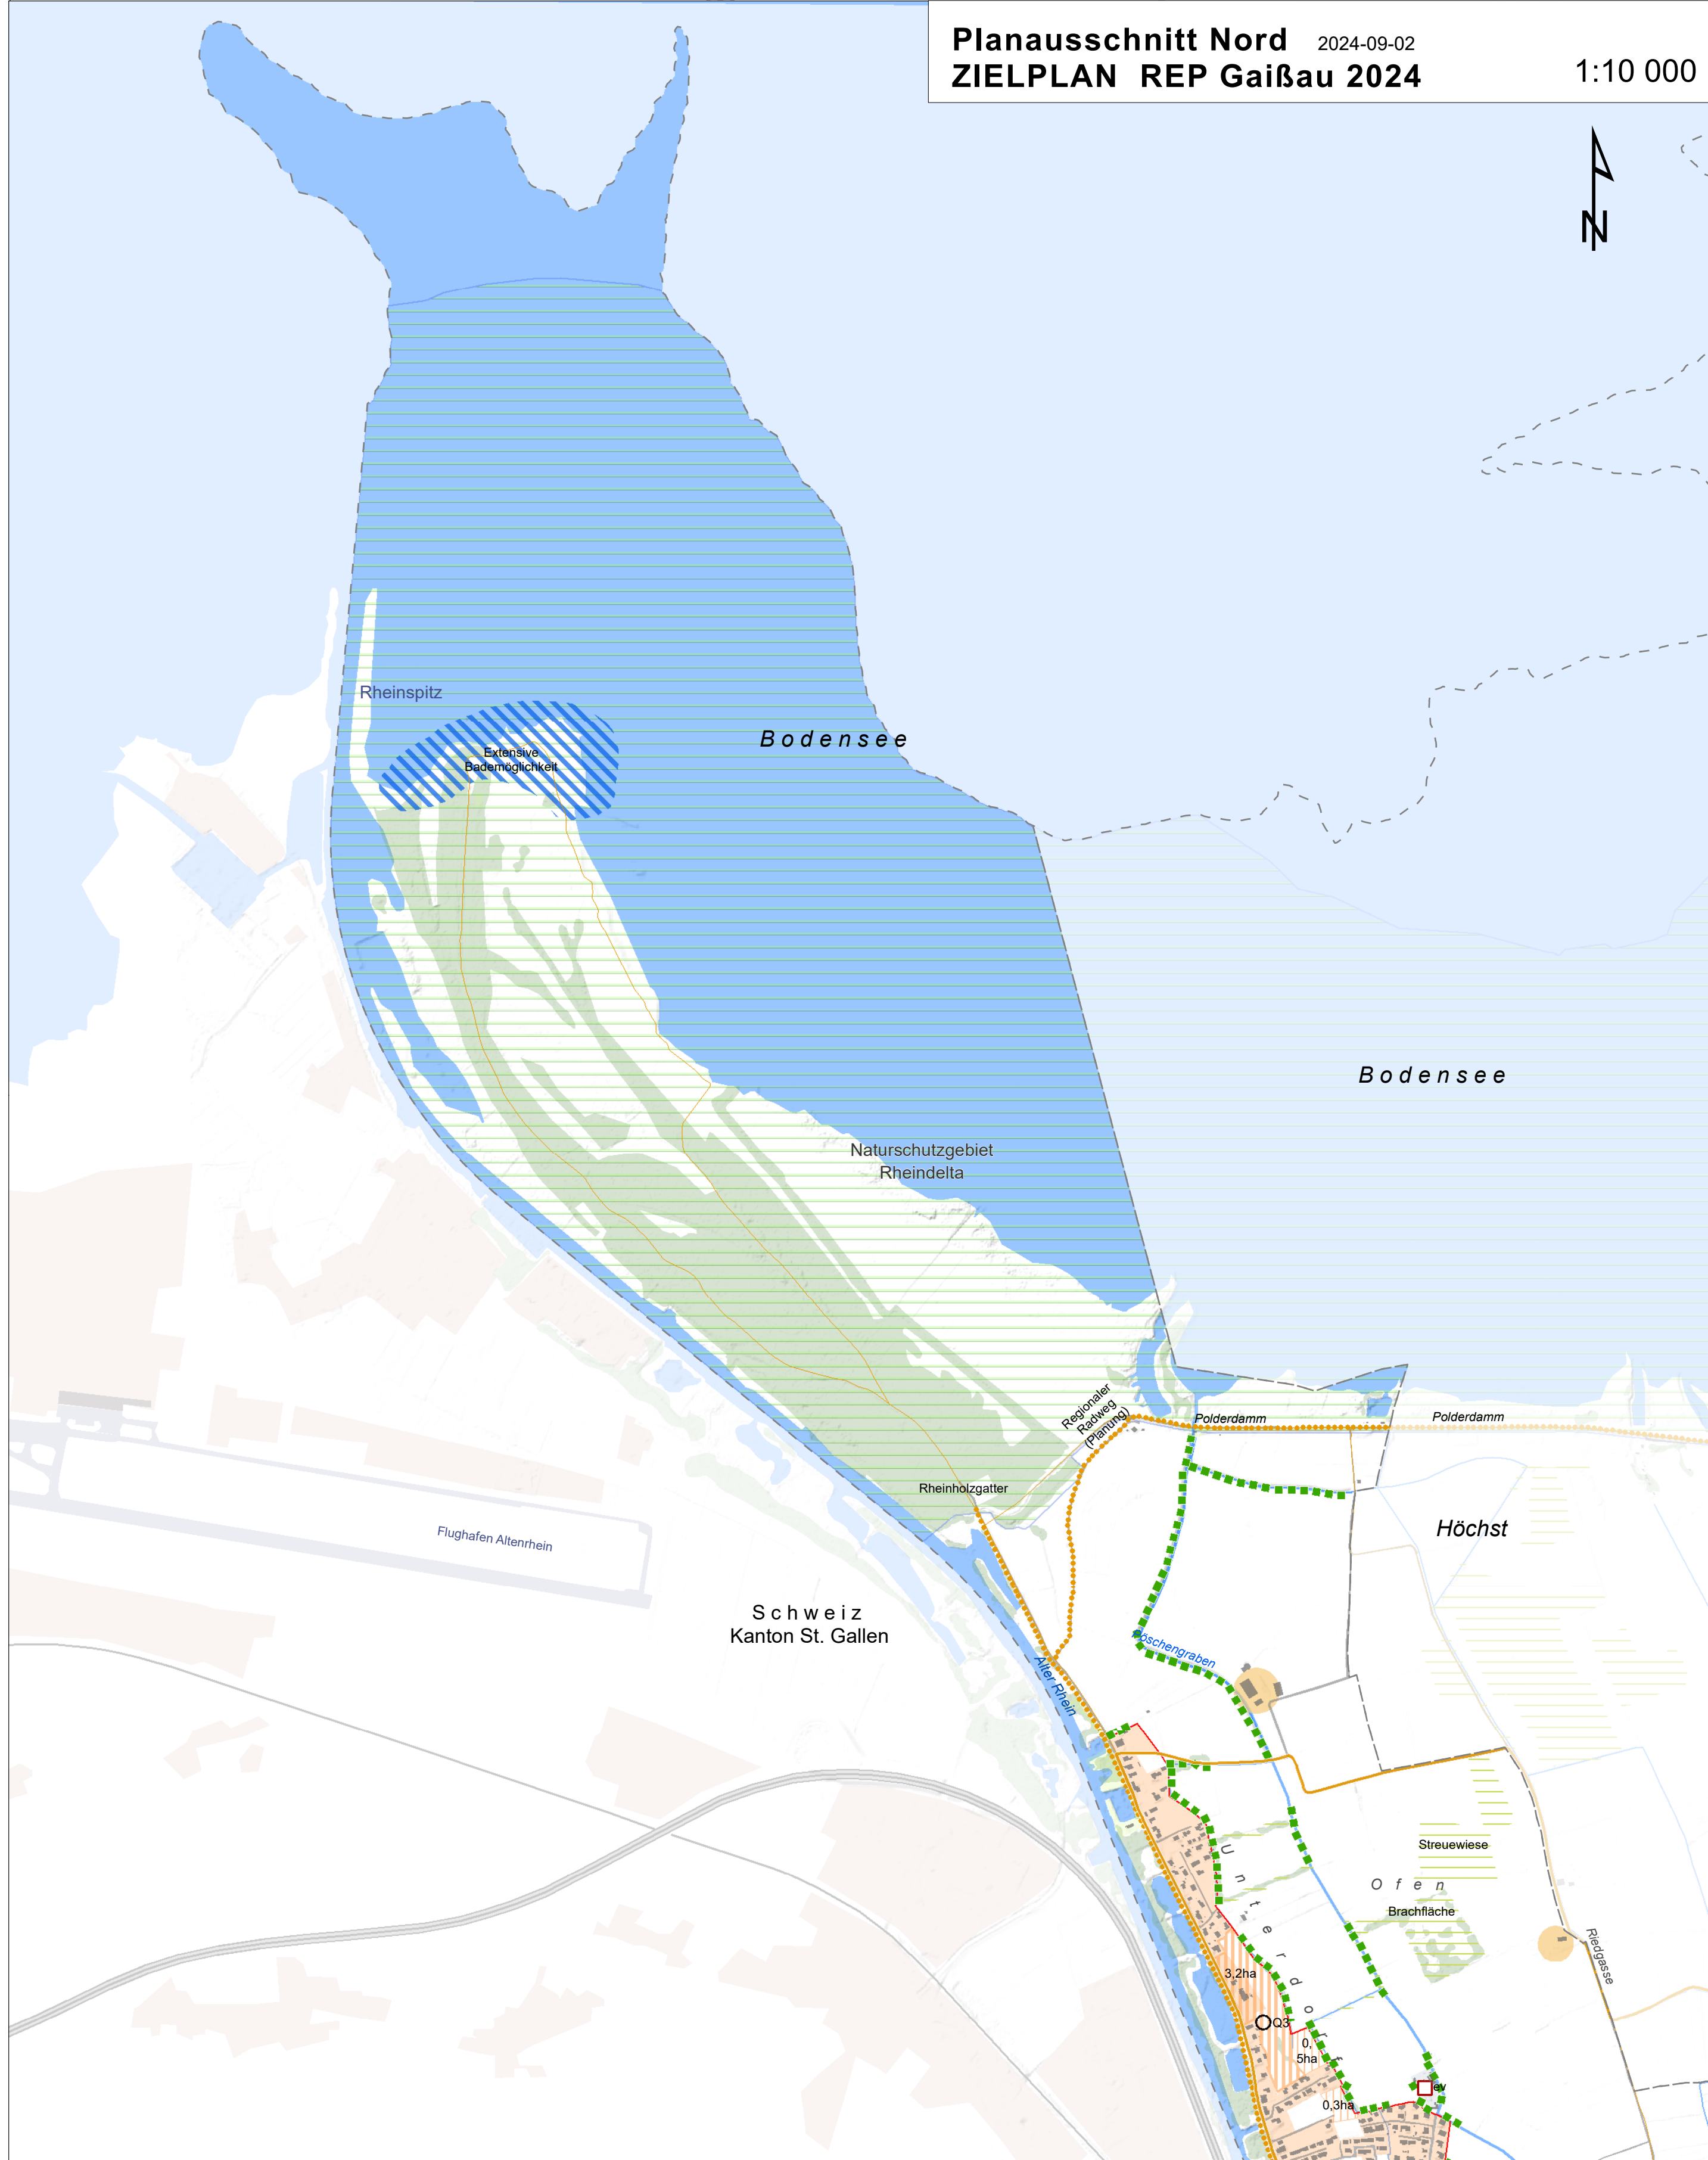 Planausschnitt Nord 2024-09-02
ZIELPLAN REP Gaißau 2024
1:10 000
N
Rheinspitz
Extensive
Bademöglichkeit
Bodensee
Bodensee
Naturschutzgebiet
Rheindelta
Regionaler
Radweg
(Planung)
Polderdamm
Polderdamm
Rheinholzgatter
Höchst
Flughafen Altenrhein
Schweiz
Kanton St. Gallen
Alter Rhein
Höschengraben
Unterdorf
Streuewiese
Ofen
Brachfläche
Riedgasse
3,2ha
Q3
0,
5ha
ev
0,3ha